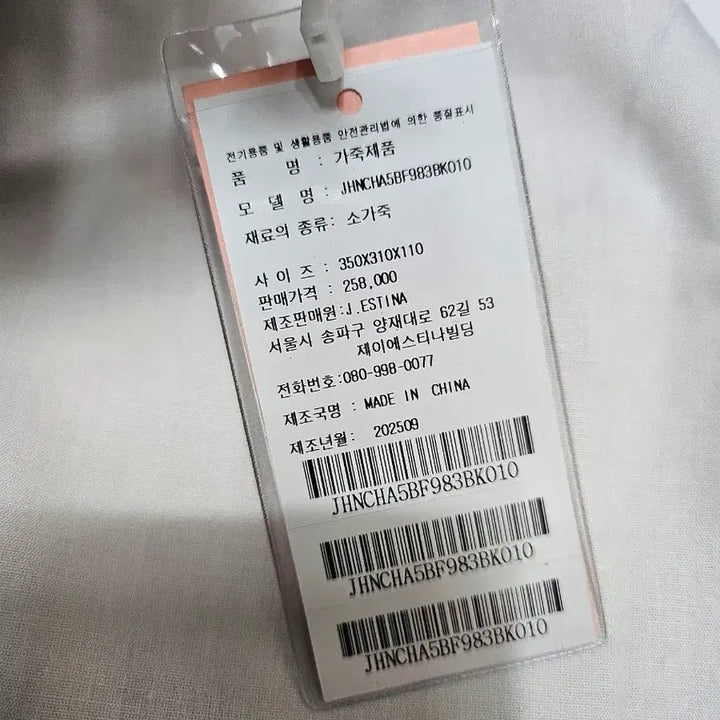 전기용품 및 생활용품 안전관리법에 의한 품질표시
품 명 : 가죽제품
모 델 명 : JHNCHA5BF983BK010
재료의 종류: 소가죽
사 이 즈 : 350X310X110
판매가격 : 258,000
제조판매원:J.ESTINA
서울시 송파구 양재대로 62길 53
제이에스티나빌딩
전화번호:080-998-0077
제조국명 : MADE IN CHINA
제조년월: 202509
JHNCHA5BF983BK010
JHNCHA5BF983BK010
JHNCHA5BF983BK010